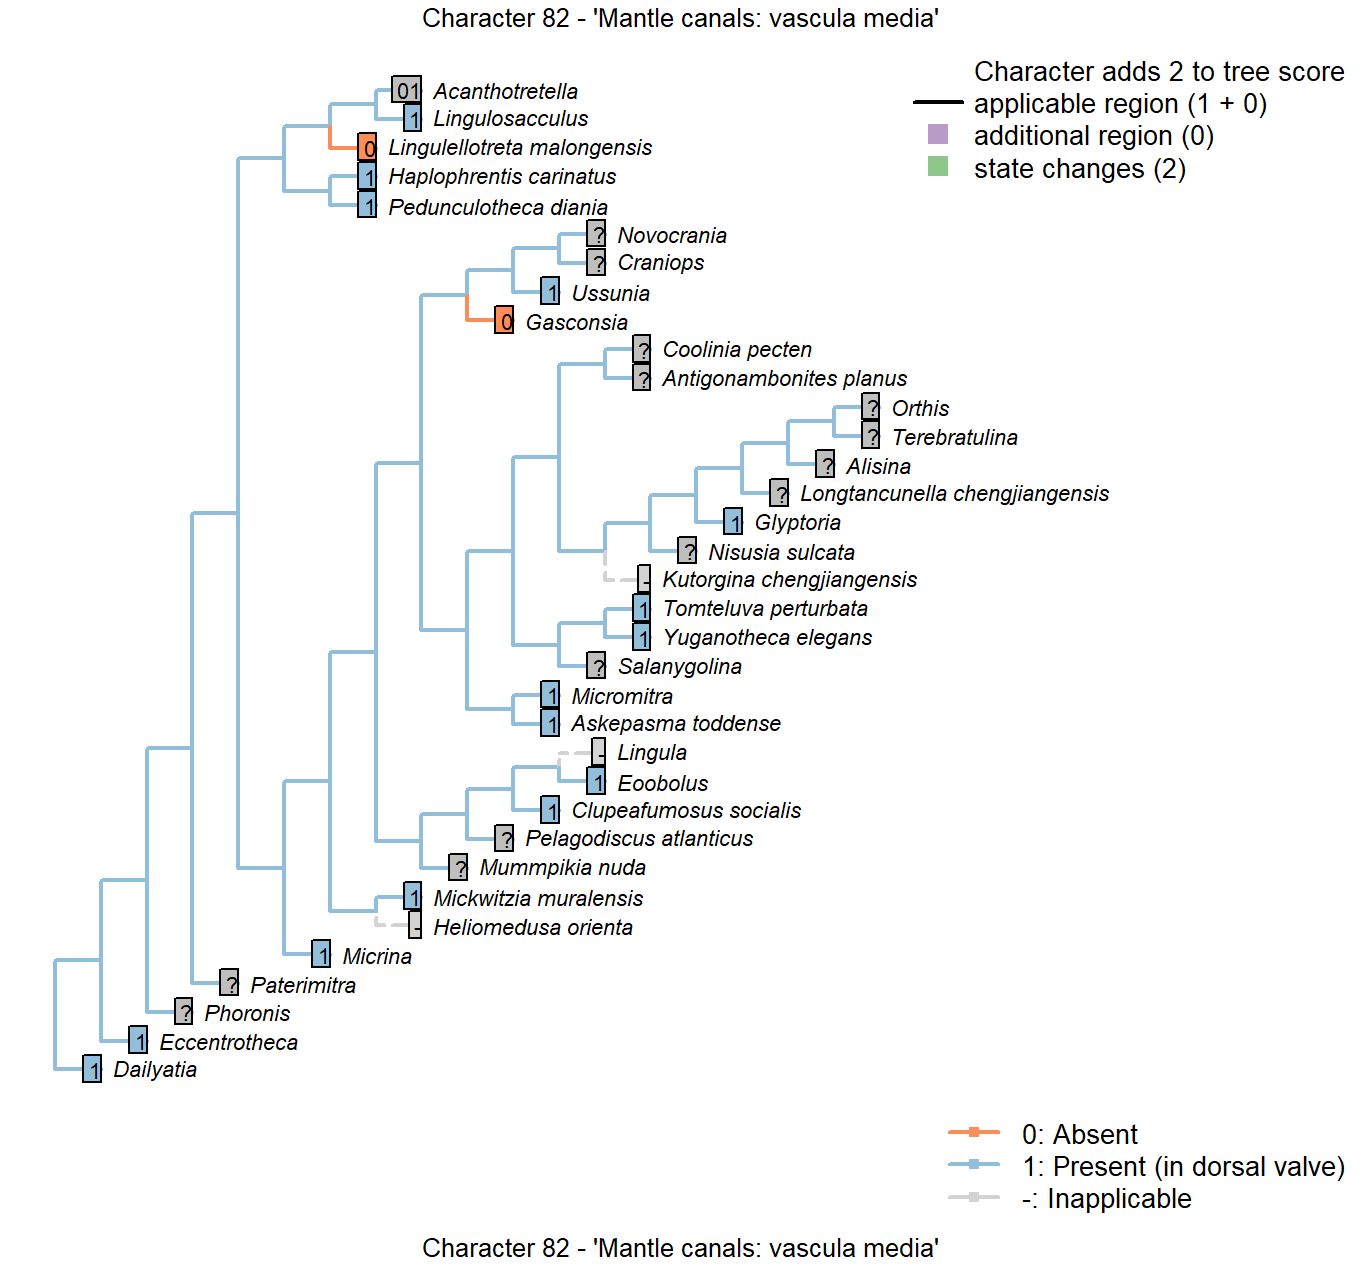 Character 82 - 'Mantle canals: vascula media'
Character adds 2 to tree score
applicable region (1 + 0)
additional region (0)
state changes (2)
01 Acanthotretella
1 Lingulosacculus
0 Lingulellotreta malongensis
1 Haplophrentis carinatus
1 Pedunculotheca diania
? Novocrania
? Craniops
1 Ussunia
0 Gasconsia
? Coolinia pecten
? Antigonambonites planus
? Orthis
? Terebratulina
? Alisina
? Longtancunella chengjiangensis
1 Glyptoria
? Nisusia sulcata
- Kutorgina chengjiangensis
1 Tomteluva perturbata
1 Yuganotheca elegans
? Salanygolina
1 Micromitra
1 Askepasma toddense
- Lingula
1 Eoobolus
1 Clupeafumosus socialis
? Pelagodiscus atlanticus
? Mummpikia nuda
1 Mickwitzia muralensis
- Heliomedusa orienta
1 Micrina
? Paterimitra
? Phoronis
1 Eccentrotheca
1 Dailyatia
0: Absent
1: Present (in dorsal valve)
-: Inapplicable
Character 82 - 'Mantle canals: vascula media'